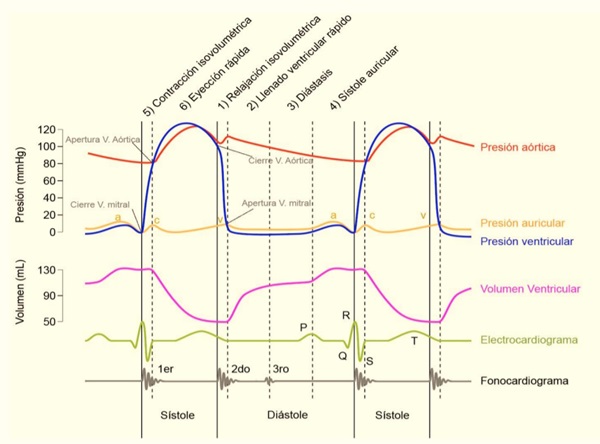 5) Contracción isovolumétrica
6) Eyección rápida
1) Relajación isovolumétrica
2) Llenado ventricular rápido
3) Diástasis
4) Sístole auricular
Presión (mmHg)
120
100
80
60
40
20
0
Apertura V. Aórtica
Cierre V. Aórtica
Cierre V. mitral
Apertura V. mitral
a
c
v
a
c
v
Presión aórtica
Presión auricular
Presión ventricular
Volumen (mL)
130
90
50
Volumen Ventricular
P
Q
R
S
T
Electrocardiograma
1er
2do
3ro
Fonocardiograma
Sístole
Diástole
Sístole